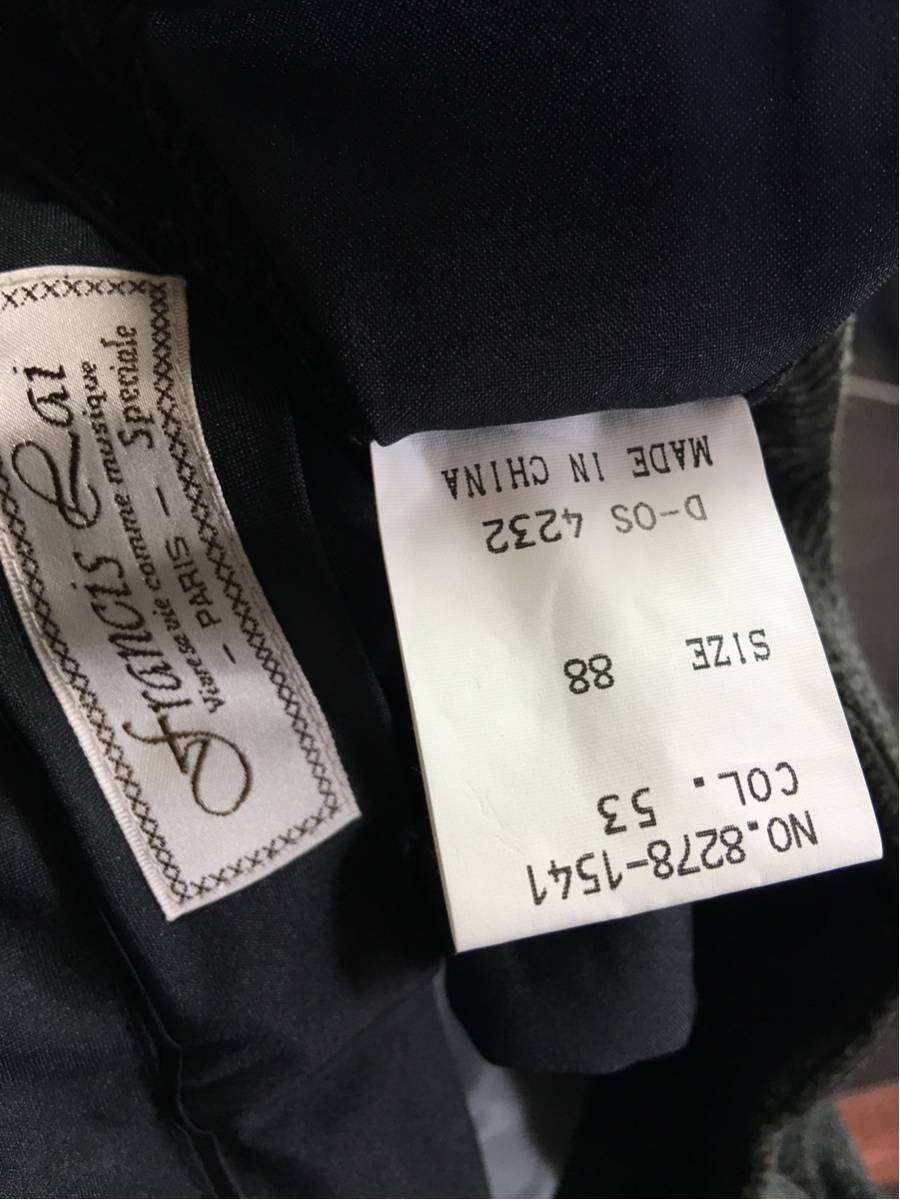 Francis Lai
Vivre sa vie comme musique
- PARIS -
Speciale
NO.8278-1541
COL. 53
SIZE 88
D-OS 4232
MADE IN CHINA